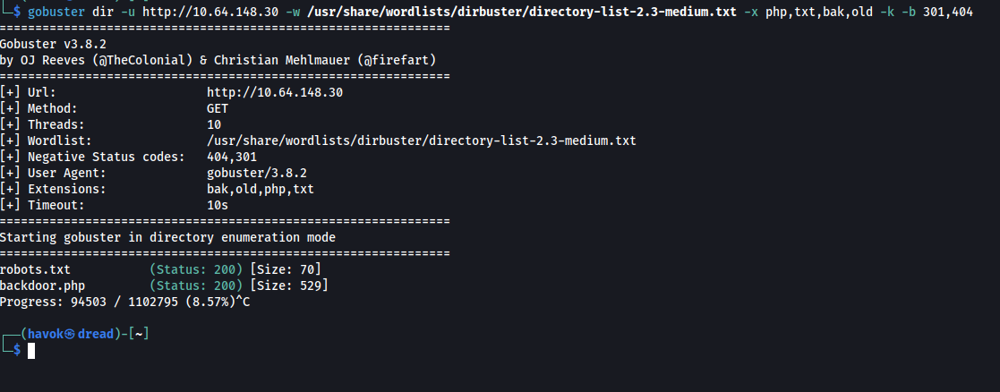 $ gobuster dir -u http://10.64.148.30 -w /usr/share/wordlists/dirbuster/directory-list-2.3-medium.txt -x php,txt,bak,old -k -b 301,404
===============================================================
Gobuster v3.8.2
by OJ Reeves (@TheColonial) & Christian Mehlmauer (@firefart)
===============================================================
[+] Url:                     http://10.64.148.30
[+] Method:                  GET
[+] Threads:                 10
[+] Wordlist:                /usr/share/wordlists/dirbuster/directory-list-2.3-medium.txt
[+] Negative Status codes:   404,301
[+] User Agent:              gobuster/3.8.2
[+] Extensions:              bak,old,php,txt
[+] Timeout:                 10s
===============================================================
Starting gobuster in directory enumeration mode
===============================================================
robots.txt           (Status: 200) [Size: 70]
backdoor.php         (Status: 200) [Size: 529]
Progress: 94503 / 1102795 (8.57%)^C
┌──(havok㉿dread)-[~]
└─$